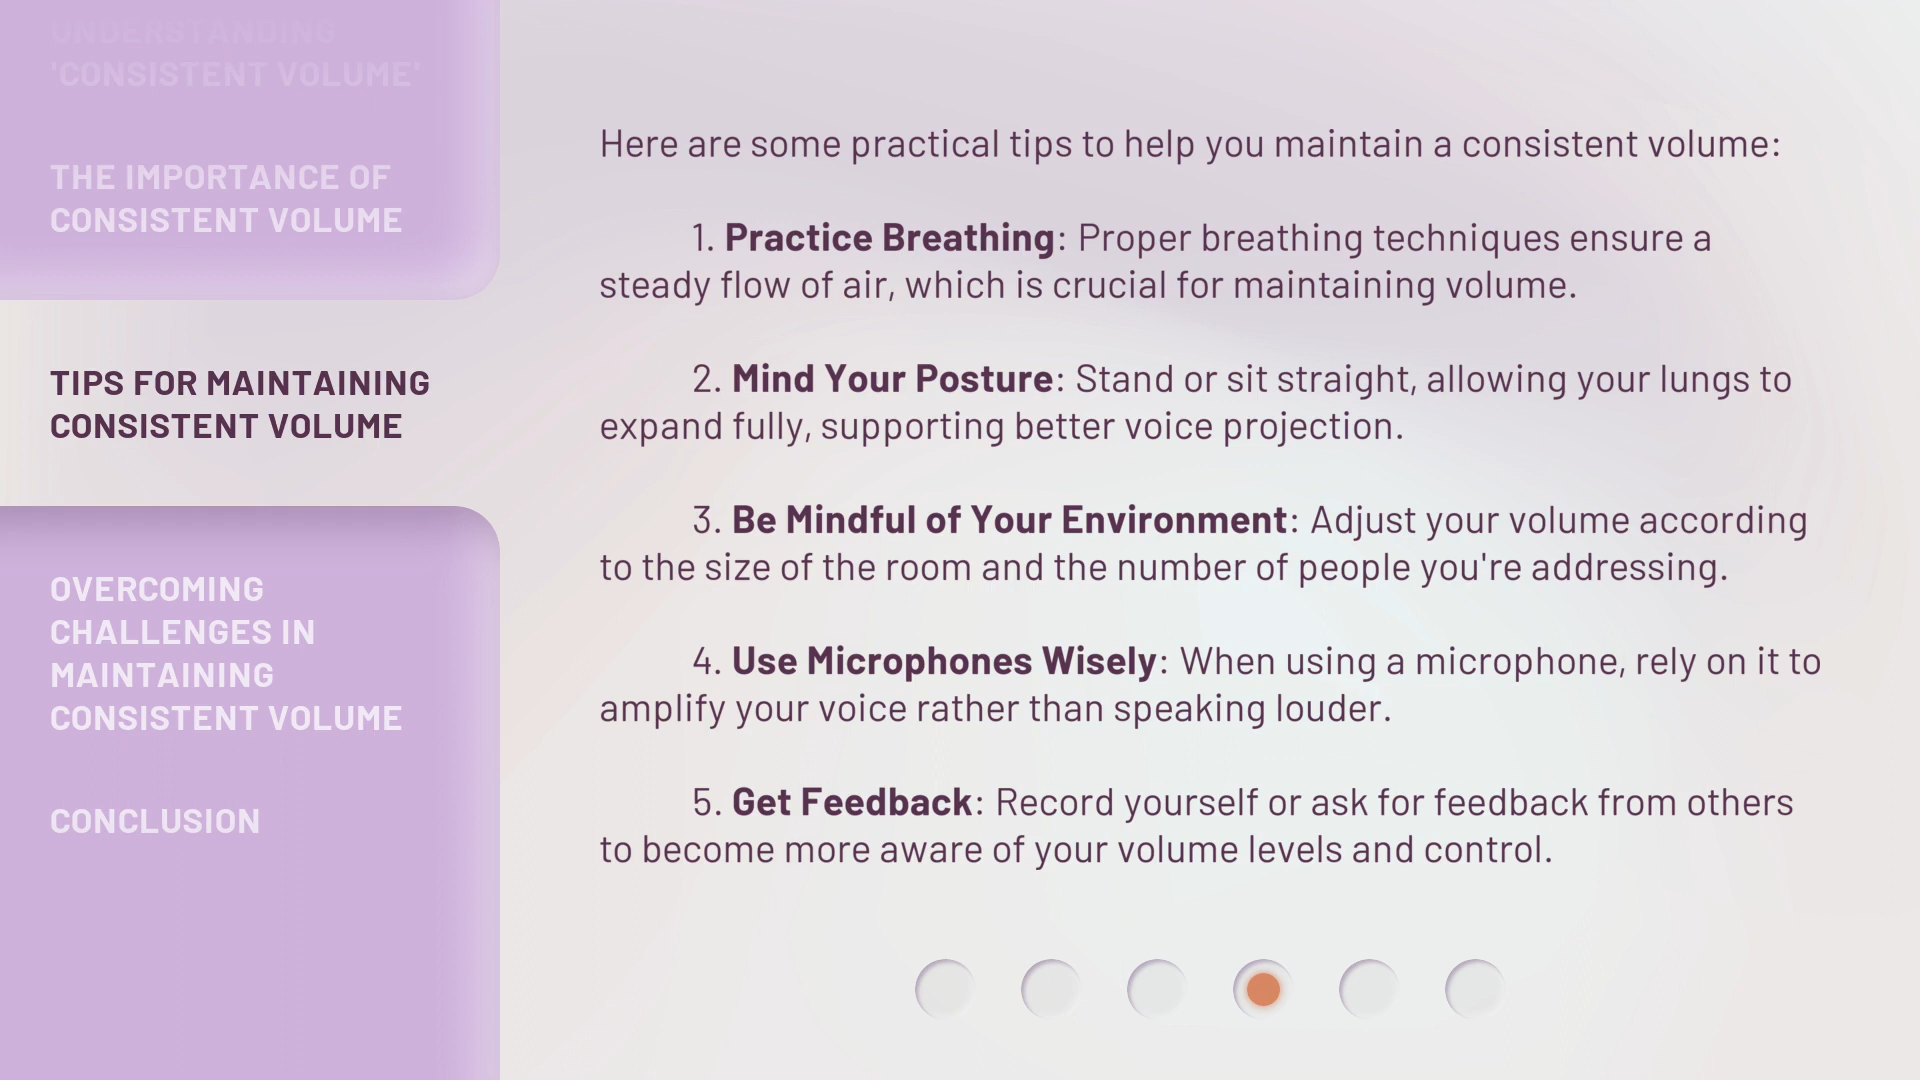 UNDERSTANDING
'CONSISTENT VOLUME'
THE IMPORTANCE OF
CONSISTENT VOLUME
TIPS FOR MAINTAINING
CONSISTENT VOLUME
OVERCOMING
CHALLENGES IN
MAINTAINING
CONSISTENT VOLUME
CONCLUSION
Here are some practical tips to help you maintain a consistent volume:
1. Practice Breathing: Proper breathing techniques ensure a
steady flow of air, which is crucial for maintaining volume.
2. Mind Your Posture: Stand or sit straight, allowing your lungs to
expand fully, supporting better voice projection.
3. Be Mindful of Your Environment: Adjust your volume according
to the size of the room and the number of people you're addressing.
4. Use Microphones Wisely: When using a microphone, rely on it to
amplify your voice rather than speaking louder.
5. Get Feedback: Record yourself or ask for feedback from others
to become more aware of your volume levels and control.